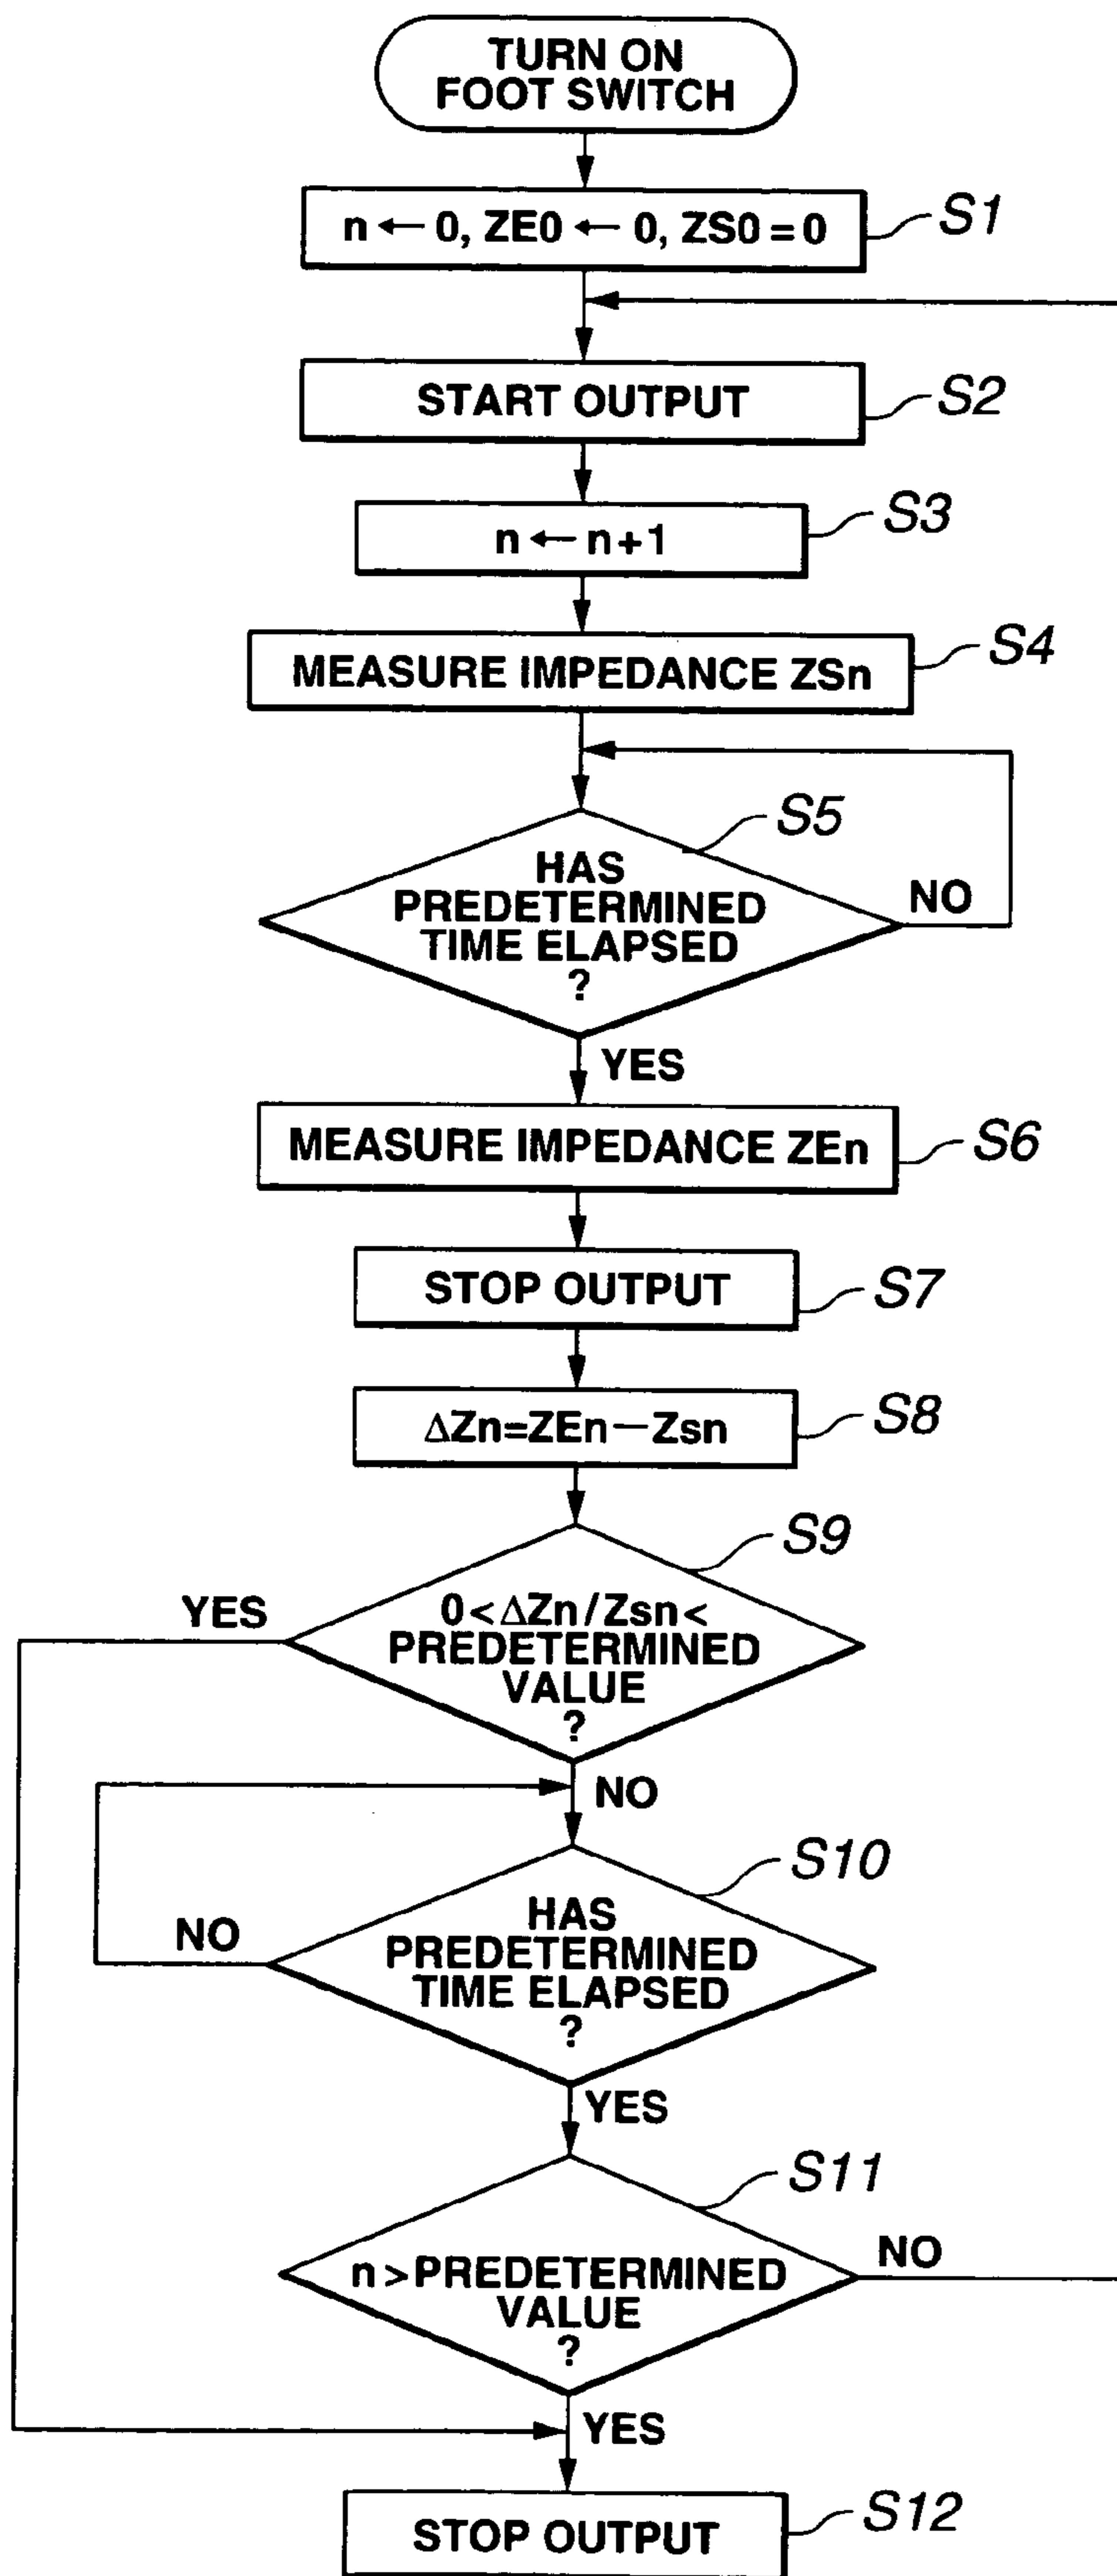 TURN ON
FOOT SWITCH
n ← 0, ZE0 ← 0, ZS0 = 0
S1
START OUTPUT
S2
n ← n+1
S3
MEASURE IMPEDANCE ZSn
S4
S5
HAS
PREDETERMINED
TIME ELAPSED
?
NO
YES
MEASURE IMPEDANCE ZEn
S6
STOP OUTPUT
S7
ΔZn=ZEn−Zsn
S8
S9
YES
0<ΔZn/Zsn<
PREDETERMINED
VALUE
?
NO
S10
NO
HAS
PREDETERMINED
TIME ELAPSED
?
YES
S11
n>PREDETERMINED
VALUE
?
NO
YES
STOP OUTPUT
S12